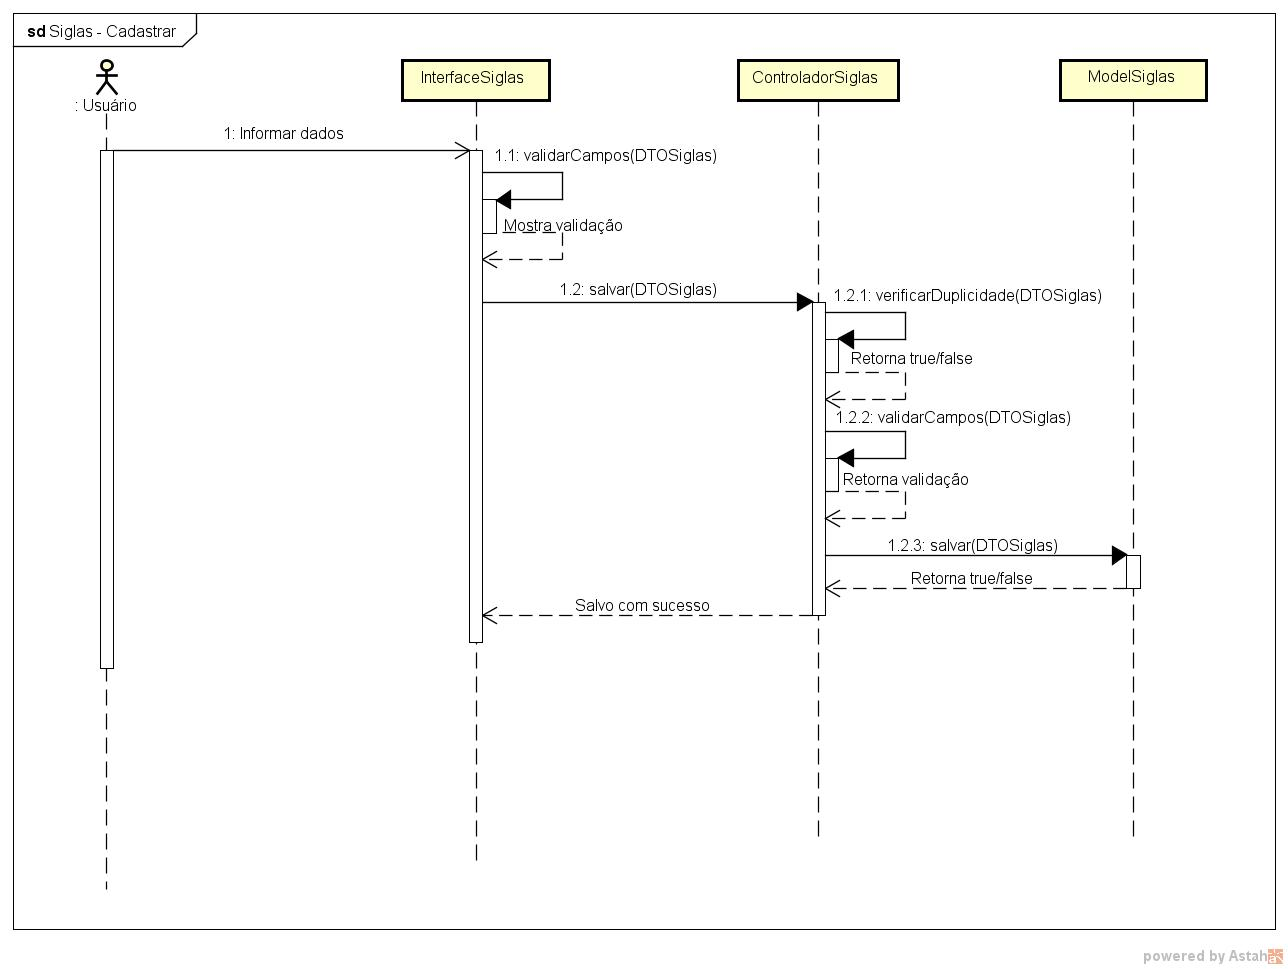 sd Siglas - Cadastrar
: Usuário
InterfaceSiglas
ControladorSiglas
ModelSiglas
1: Informar dados
1.1: validarCampos(DTOSiglas)
Mostra validação
1.2: salvar(DTOSiglas)
1.2.1: verificarDuplicidade(DTOSiglas)
Retorna true/false
1.2.2: validarCampos(DTOSiglas)
Retorna validação
1.2.3: salvar(DTOSiglas)
Retorna true/false
Salvo com sucesso
powered by Astah